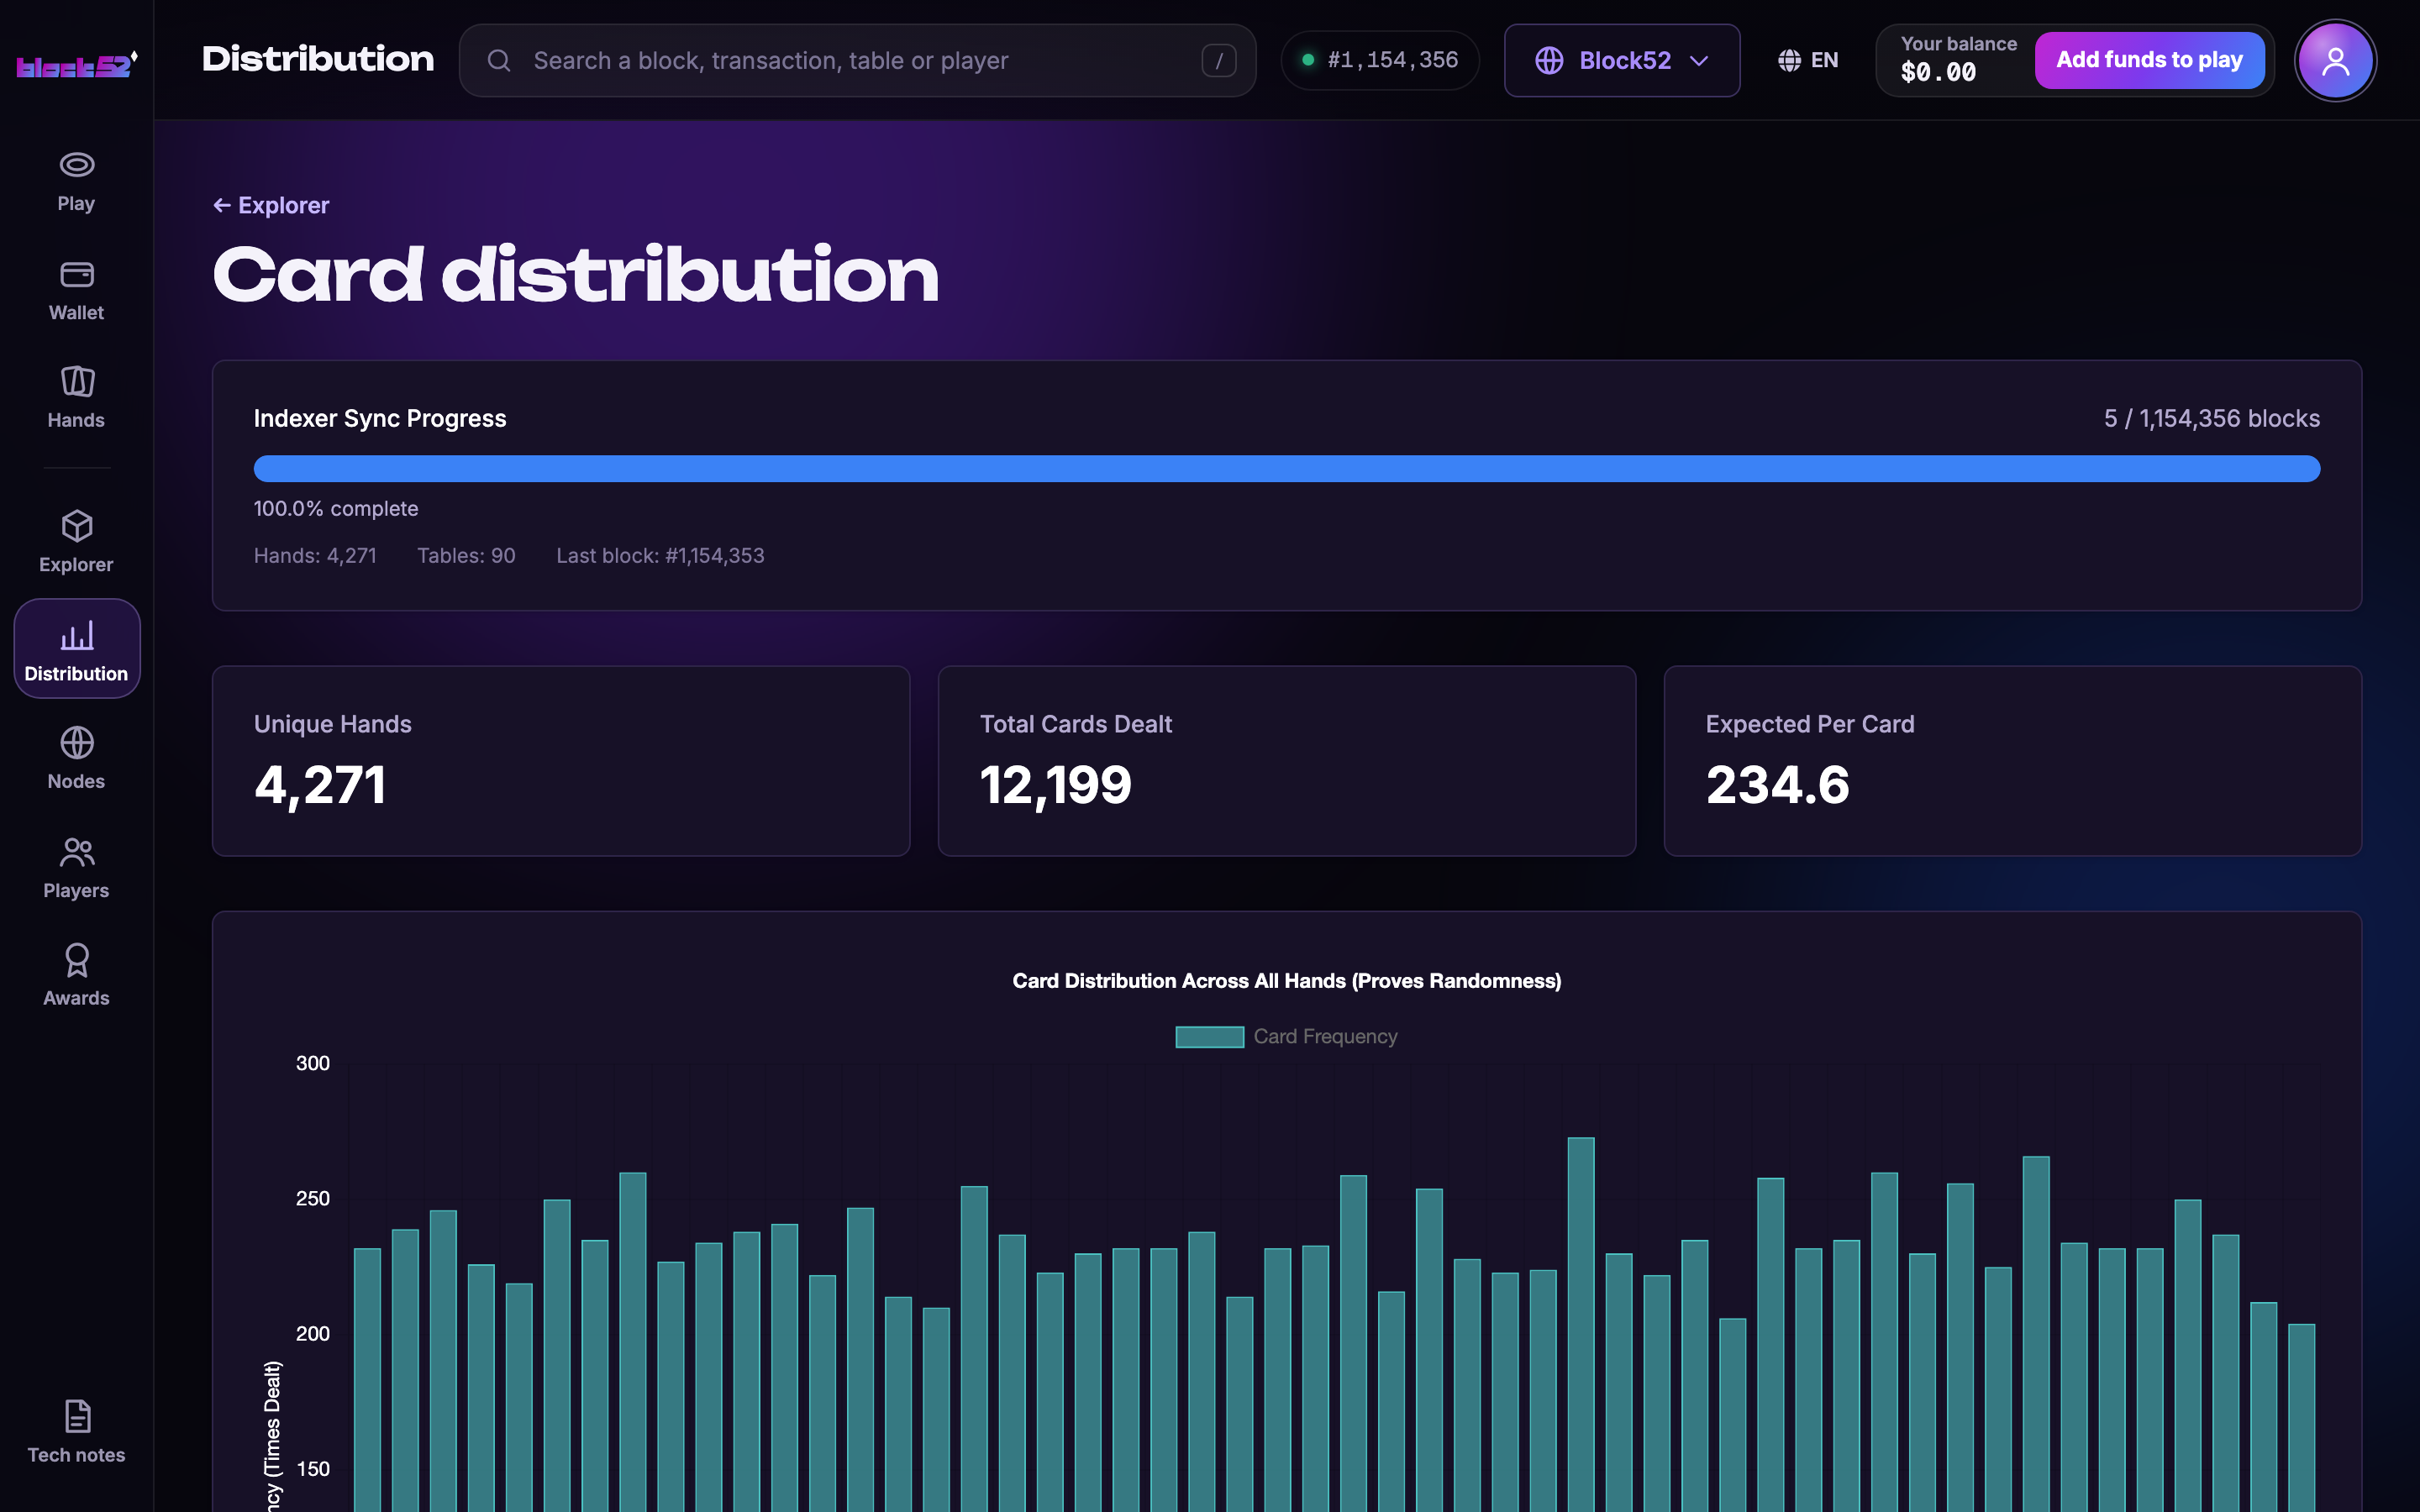 block52
Distribution
Search a block, transaction, table or player
/
#1,154,356
Block52
EN
Your balance
$0.00
Add funds to play
Play
Wallet
Hands
Explorer
Distribution
Nodes
Players
Awards
Tech notes
← Explorer
Card distribution
Indexer Sync Progress
5 / 1,154,356 blocks
100.0% complete
Hands: 4,271
Tables: 90
Last block: #1,154,353
Unique Hands
4,271
Total Cards Dealt
12,199
Expected Per Card
234.6
Card Distribution Across All Hands (Proves Randomness)
Card Frequency
300
250
200
150
(Times Dealt)